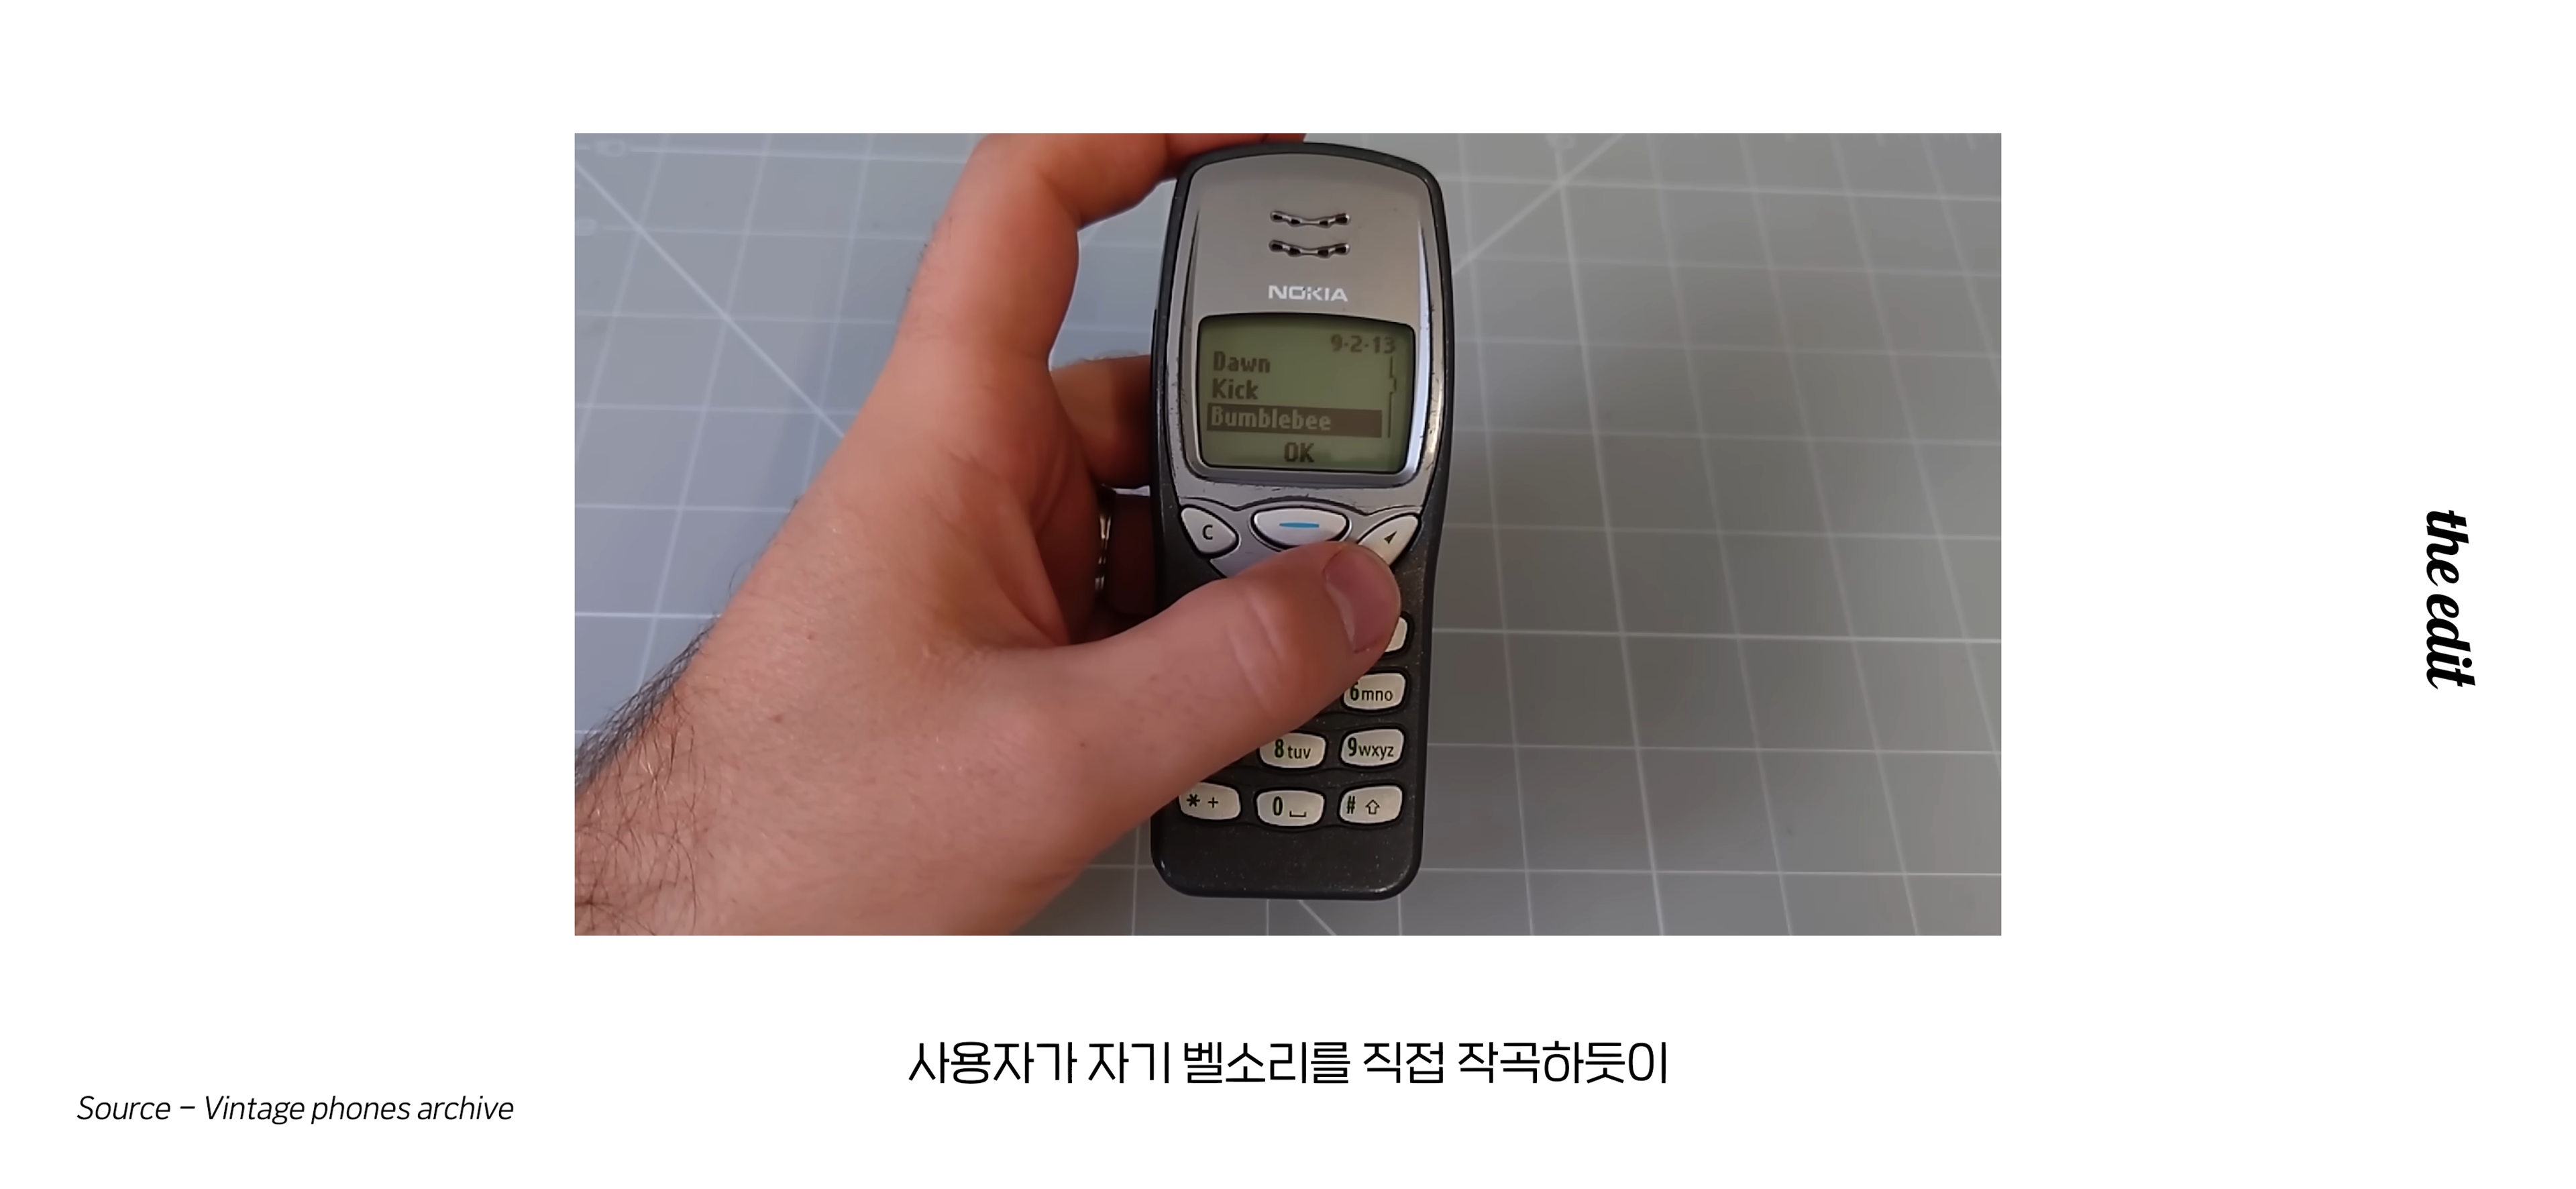 NOKIA
9-2-13
Dawn
Kick
Bumblebee
OK
C
6mno
8tuv
9wxyz
* +
0
#
the edit
사용자가 자기 벨소리를 직접 작곡하듯이
Source – Vintage phones archive